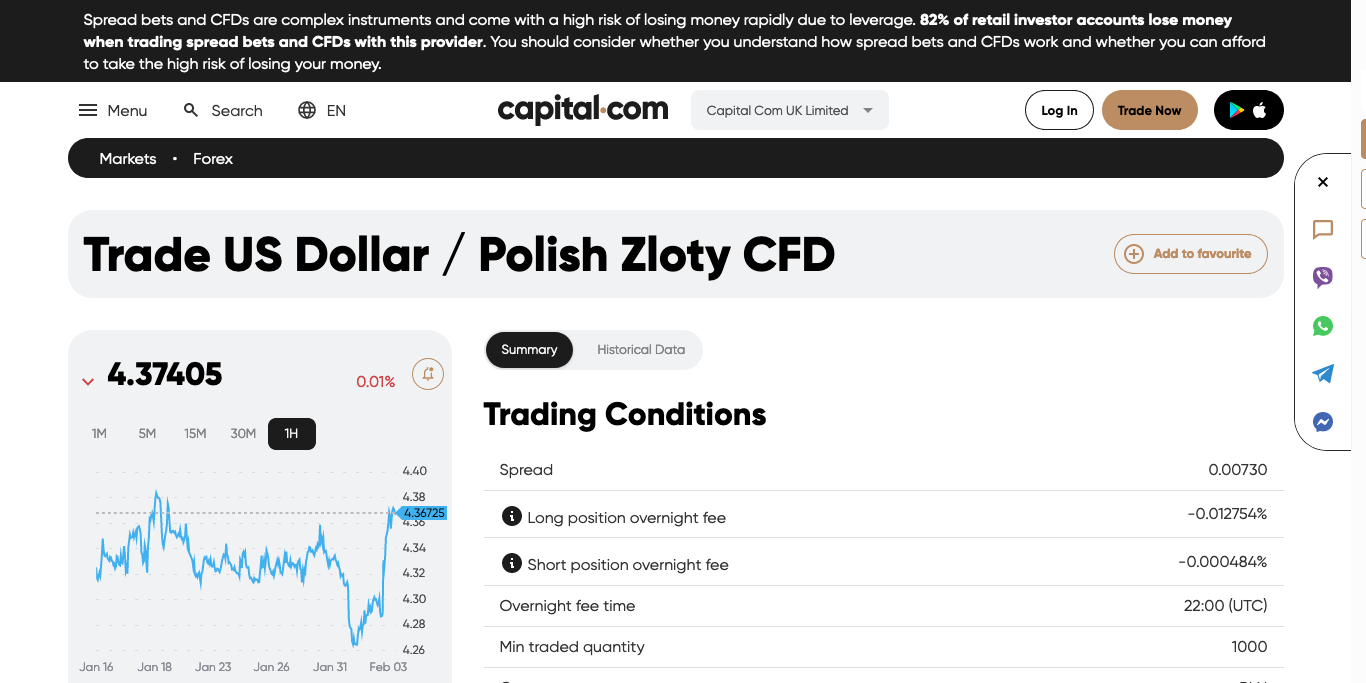 Spread bets and CFDs are complex instruments and come with a high risk of losing money rapidly due to leverage. 82% of retail investor accounts lose money
when trading spread bets and CFDs with this provider. You should consider whether you understand how spread bets and CFDs work and whether you can afford
to take the high risk of losing your money.
Menu
Search
EN
capital.com
Capital Com UK Limited
Log In
Trade Now
Markets • Forex
Trade US Dollar / Polish Zloty CFD
Add to favourite
4.37405
0.01%
1M 5M 15M 30M 1H
4.40
4.38
4.36725
4.36
4.34
4.32
4.30
4.28
4.26
Jan 16 Jan 18 Jan 23 Jan 26 Jan 31 Feb 03
Summary
Historical Data
Trading Conditions
Spread 0.00730
Long position overnight fee -0.012754%
Short position overnight fee -0.000484%
Overnight fee time 22:00 (UTC)
Min traded quantity 1000